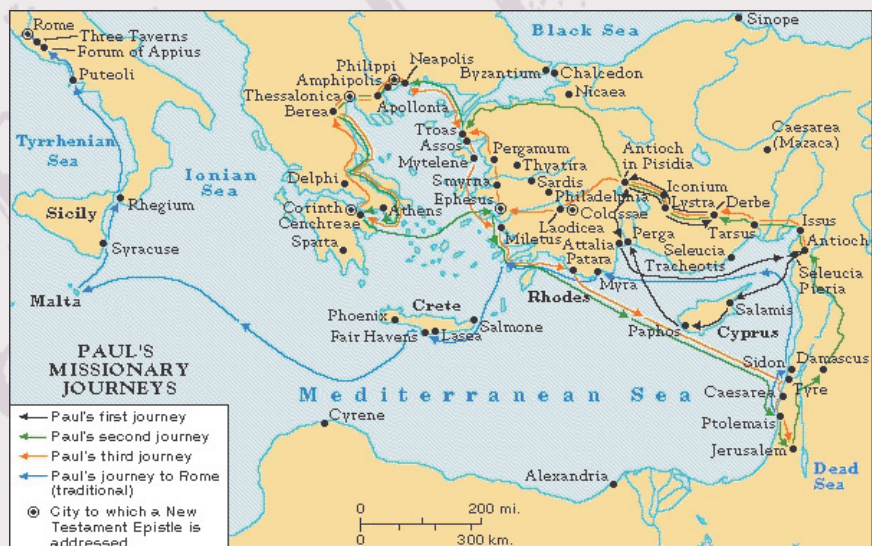 Rome
Three Taverns
Forum of Appius
Puteoli
Tyrrhenian
Sea
Ionian
Sea
Sicily
Rhegium
Syracuse
Malta
Black Sea
Sinope
Byzantium
Chalcedon
Nicaea
Philippi
Neapolis
Amphipolis
Thessalonica
Apollonia
Berea
Troas
Assos
Mytelene
Pergamum
Thyatira
Smyrna
Sardis
Ephesus
Philadelphia
Laodicea
Colossae
Miletus
Antioch
in Pisidia
Iconium
Lystra
Derbe
Caesarea
(Mazaca)
Tarsus
Issus
Antioch
Seleucia
Pieria
Seleucia
Tracheotis
Attalia
Perga
Patara
Myra
Rhodes
Delphi
Corinth
Athens
Cenchreae
Sparta
Crete
Phoenix
Fair Havens
Lasea
Salmone
Salamis
Paphos
Cyprus
Sidon
Damascus
Tyre
Caesarea
Ptolemais
Jerusalem
Dead
Sea
Mediterranean Sea
Cyrene
Alexandria
PAUL'S
MISSIONARY
JOURNEYS
Paul's first journey
Paul's second journey
Paul's third journey
Paul's journey to Rome
(traditional)
City to which a New
Testament Epistle is
addressed
0 200 mi.
0 300 km.